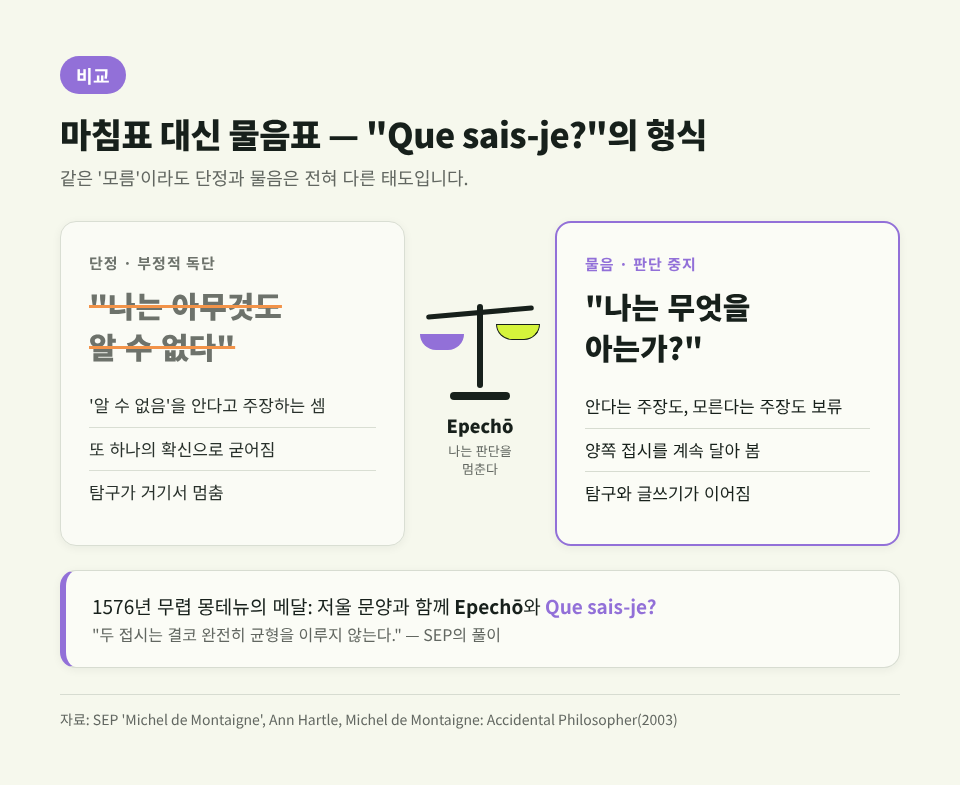 비교
마침표 대신 물음표 — "Que sais-je?"의 형식
같은 '모름'이라도 단정과 물음은 전혀 다른 태도입니다.
단정 · 부정적 독단
"나는 아무것도
알 수 없다"
'알 수 없음'을 안다고 주장하는 셈
또 하나의 확신으로 굳어짐
탐구가 거기서 멈춤
Epechō
나는 판단을
멈춘다
물음 · 판단 중지
"나는 무엇을
아는가?"
안다는 주장도, 모른다는 주장도 보류
양쪽 접시를 계속 달아 봄
탐구와 글쓰기가 이어짐
1576년 무렵 몽테뉴의 메달: 저울 문양과 함께 Epechō와 Que sais-je?
"두 접시는 결코 완전히 균형을 이루지 않는다." — SEP의 풀이
자료: SEP 'Michel de Montaigne', Ann Hartle, Michel de Montaigne: Accidental Philosopher(2003)